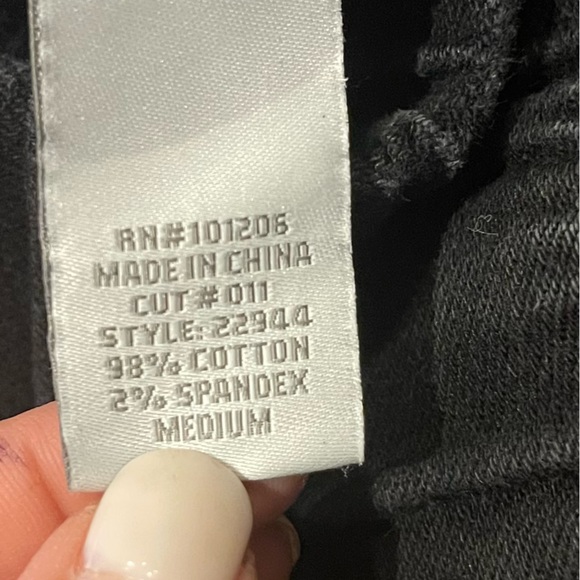 RN#101206
MADE IN CHINA
CUT # 011
STYLE: 22944
98% COTTON
2% SPANDEX
MEDIUM